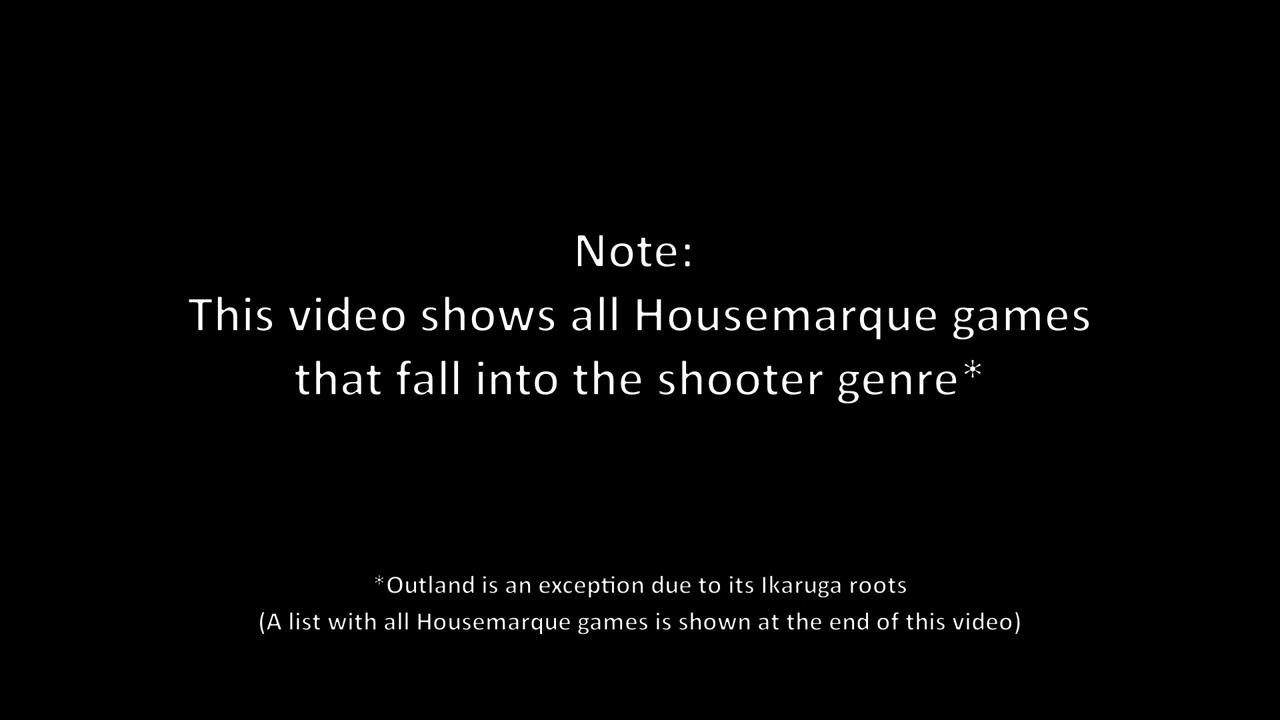 Note:
This video shows all Housemarque games
that fall into the shooter genre*
*Outland is an exception due to its Ikaruga roots
(A list with all Housemarque games is shown at the end of this video)